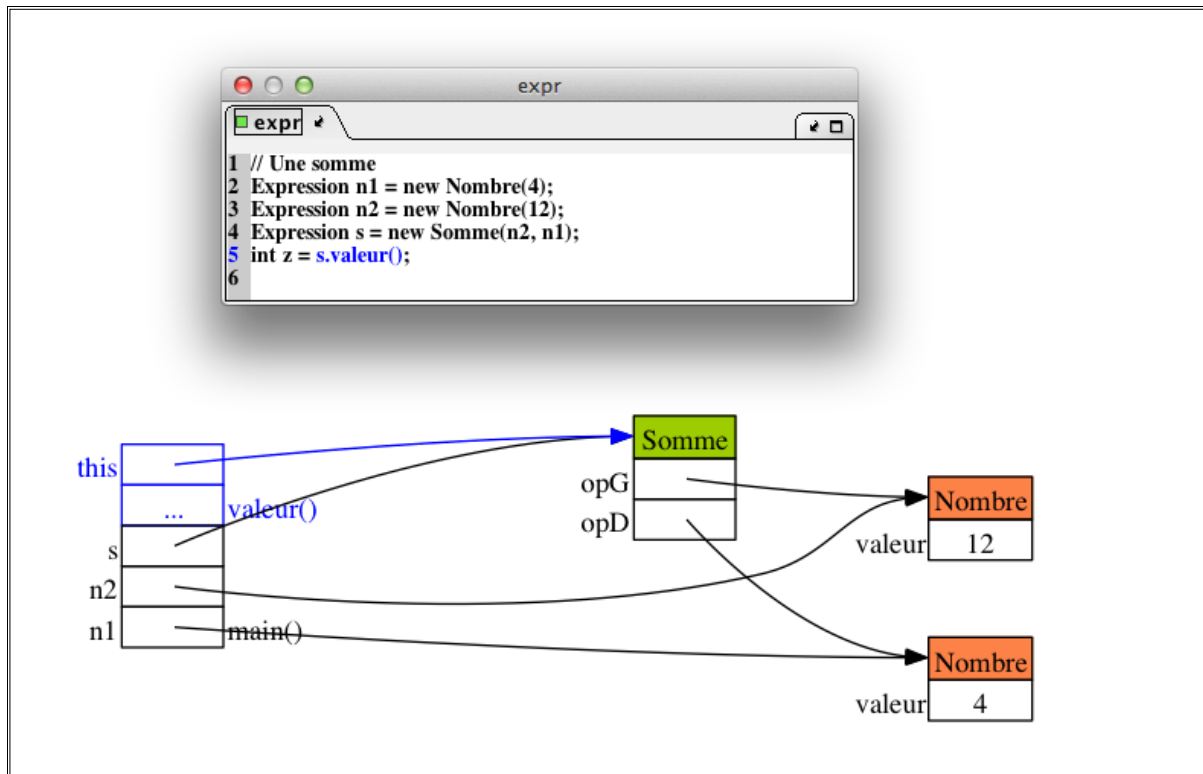 expr
expr
1 // Une somme
2 Expression n1 = new Nombre(4);
3 Expression n2 = new Nombre(12);
4 Expression s = new Somme(n2, n1);
5 int z = s.valeur();
6
this
... valeur()
s
n2
n1 main()
Somme
opG
opD
Nombre
valeur 12
Nombre
valeur 4